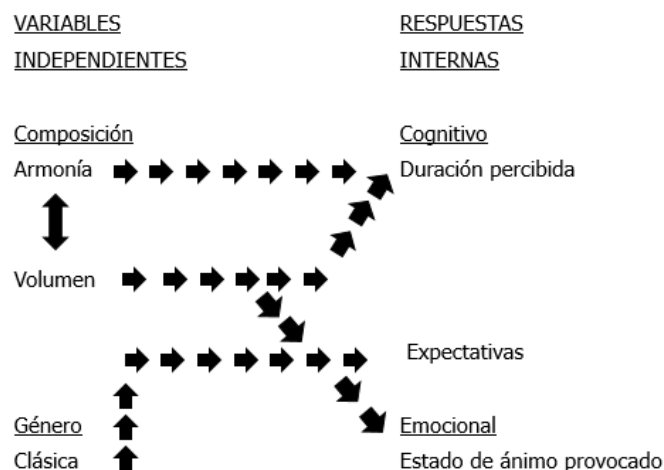 VARIABLES
INDEPENDIENTES
RESPUESTAS
INTERNAS
Composición
Cognitivo
Armonía
Duración percibida
Volumen
Expectativas
Género
Emocional
Clásica
Estado de ánimo provocado